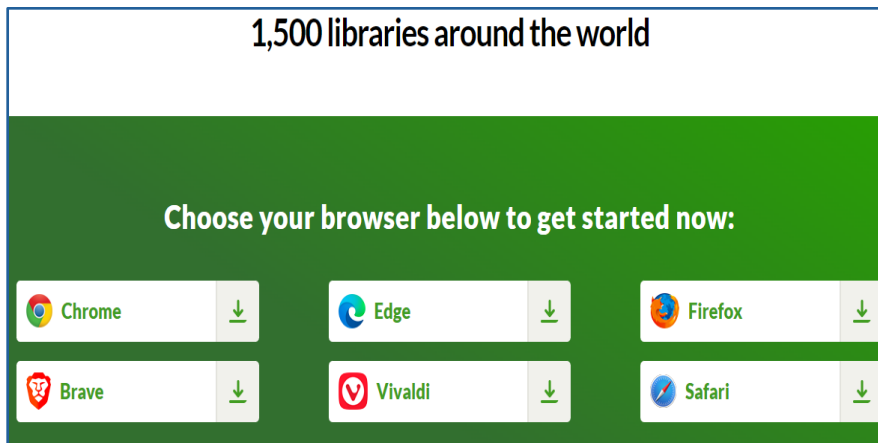 1,500 libraries around the world
Choose your browser below to get started now:
Chrome
Edge
Firefox
Brave
Vivaldi
Safari